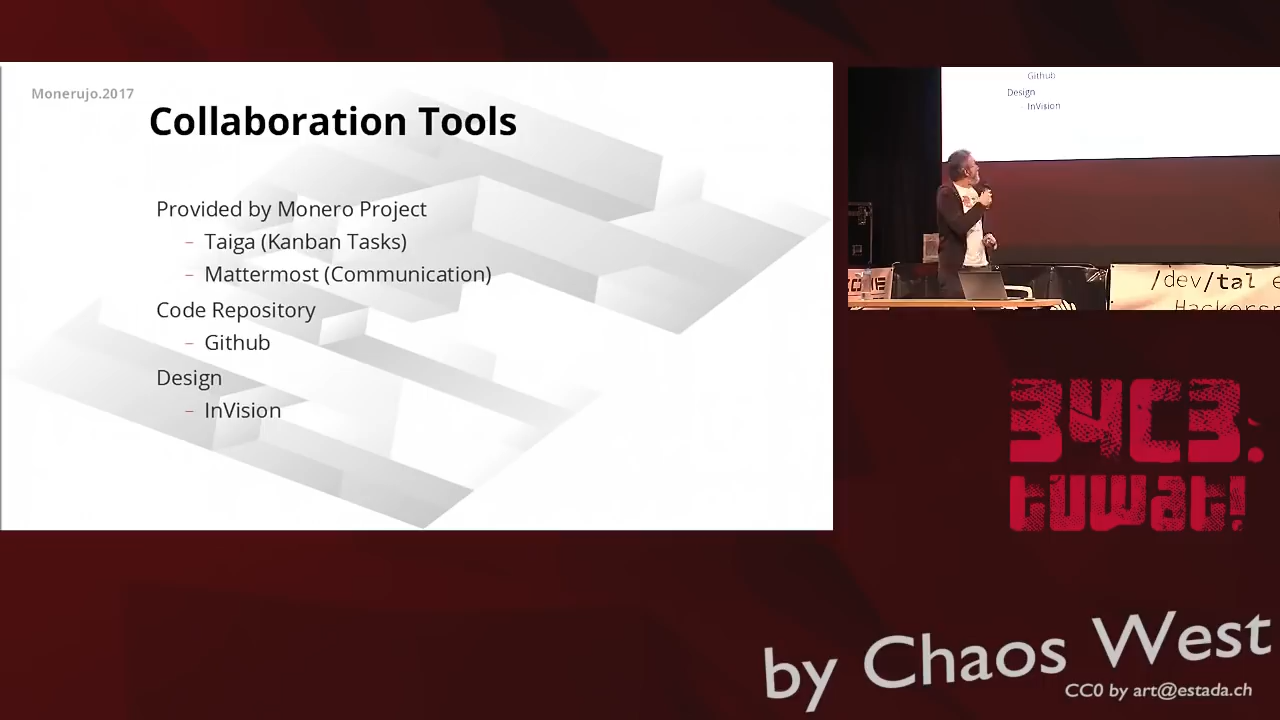 Monerujo.2017
Collaboration Tools
Provided by Monero Project
– Taiga (Kanban Tasks)
– Mattermost (Communication)
Code Repository
– Github
Design
– InVision
Github
Design
InVision
/dev/tal e
34C3:
tuwat!
by Chaos West
CC0 by art@estada.ch